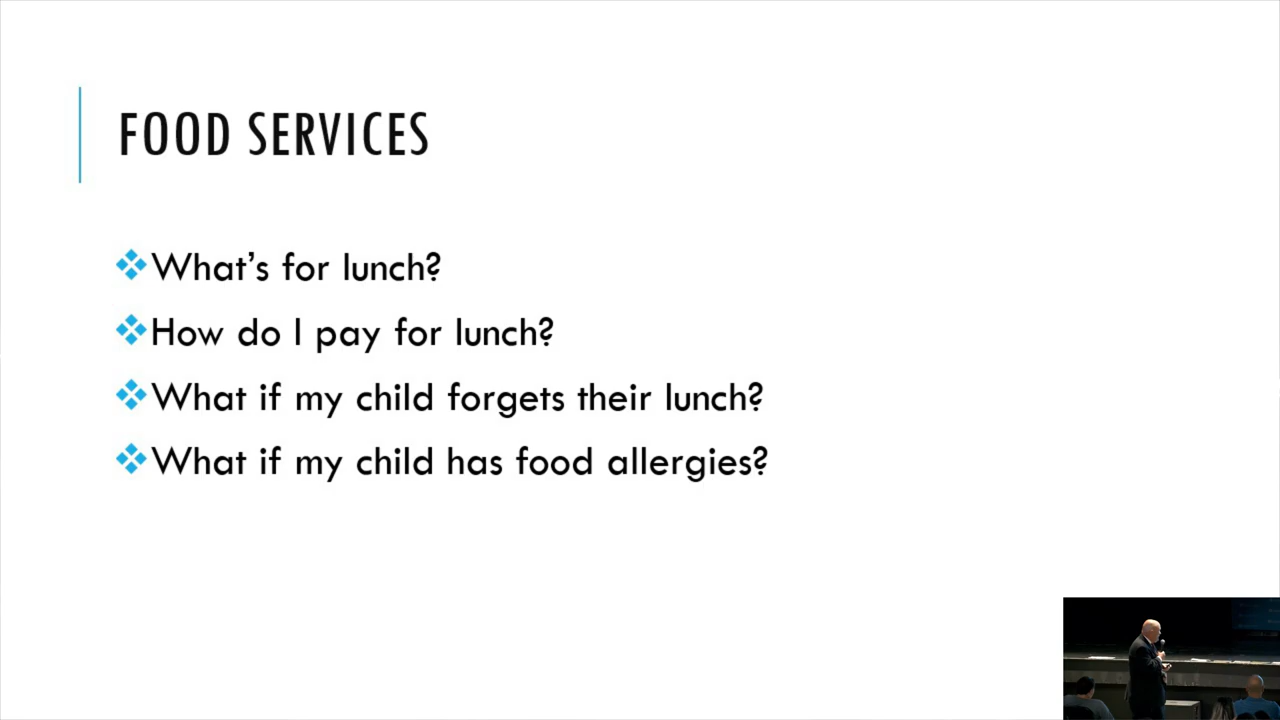 FOOD SERVICES
❖What's for lunch?
❖How do I pay for lunch?
❖What if my child forgets their lunch?
❖What if my child has food allergies?